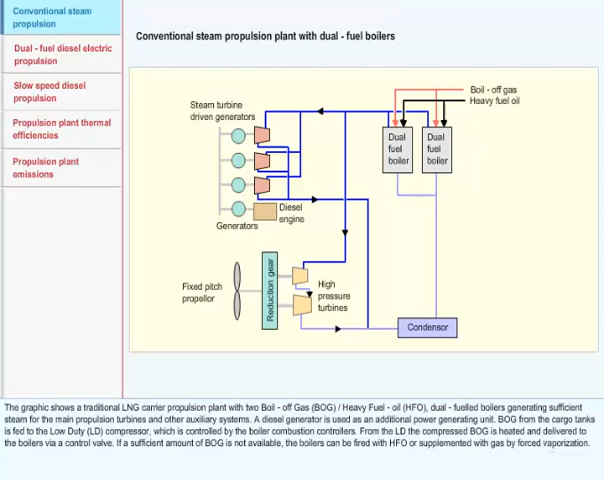 Conventional steam
propulsion
Dual - fuel diesel electric
propulsion
Slow speed diesel
propulsion
Propulsion plant thermal
efficiencies
Propulsion plant
emissions
Conventional steam propulsion plant with dual - fuel boilers
Steam turbine
driven generators
Boil - off gas
Heavy fuel oil
Dual
fuel
boiler
Dual
fuel
boiler
Diesel
engine
Generators
Fixed pitch
propellor
Reduction gear
High
pressure
turbines
Condensor
The graphic shows a traditional LNG carrier propulsion plant with two Boil - off Gas (BOG) / Heavy Fuel - oil (HFO), dual - fuelled boilers generating sufficient
steam for the main propulsion turbines and other auxiliary systems. A diesel generator is used as an additional power generating unit. BOG from the cargo tanks
is fed to the Low Duty (LD) compressor, which is controlled by the boiler combustion controllers. From the LD the compressed BOG is heated and delivered to
the boilers via a control valve. If a sufficient amount of BOG is not available, the boilers can be fired with HFO or supplemented with gas by forced vaporization.